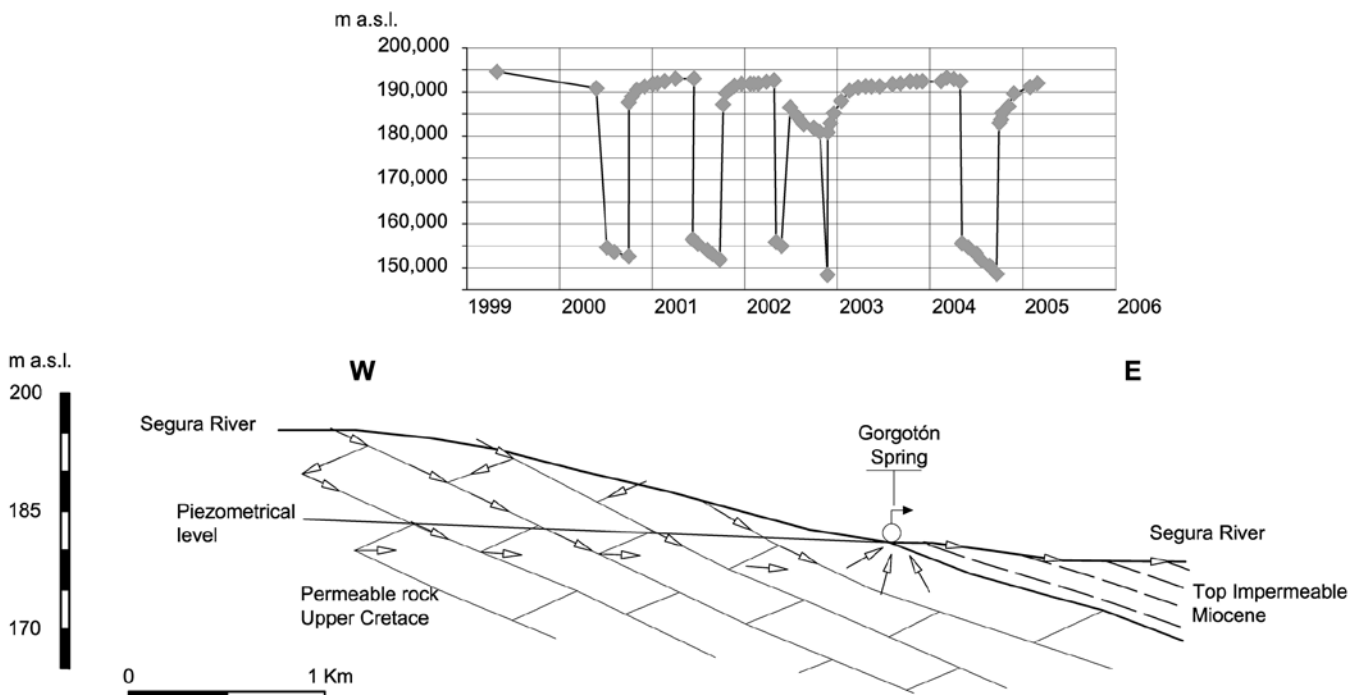 m a.s.l.
200,000
190,000
180,000
170,000
160,000
150,000
1999 2000 2001 2002 2003 2004 2005 2006
m a.s.l.
W E
200
Segura River
Gorgotón
Spring
185
Piezometrical
level
Segura River
Permeable rock
Upper Cretace
Top Impermeable
Miocene
170
0 1 Km